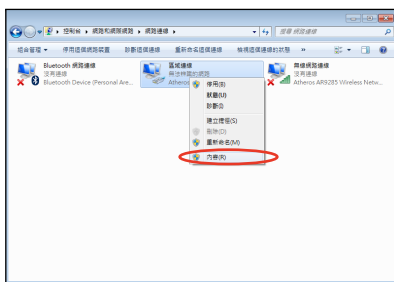 控制台 ▸ 網路和網際網路 ▸ 網路連線 ▸
搜尋 網路連線
組合管理 ▾ 停用這個網路裝置 診斷這個連線 重新命名這個連線 檢視這個連線的狀態 »
Bluetooth 網路連線
沒有連線
Bluetooth Device (Personal Are...
區域連線
無法辨識的網路
Atheros
無線網路連線
沒有連線
Atheros AR9285 Wireless Netw...
停用(B)
狀態(U)
診斷(I)
建立捷徑(S)
刪除(D)
重新命名(M)
內容(R)